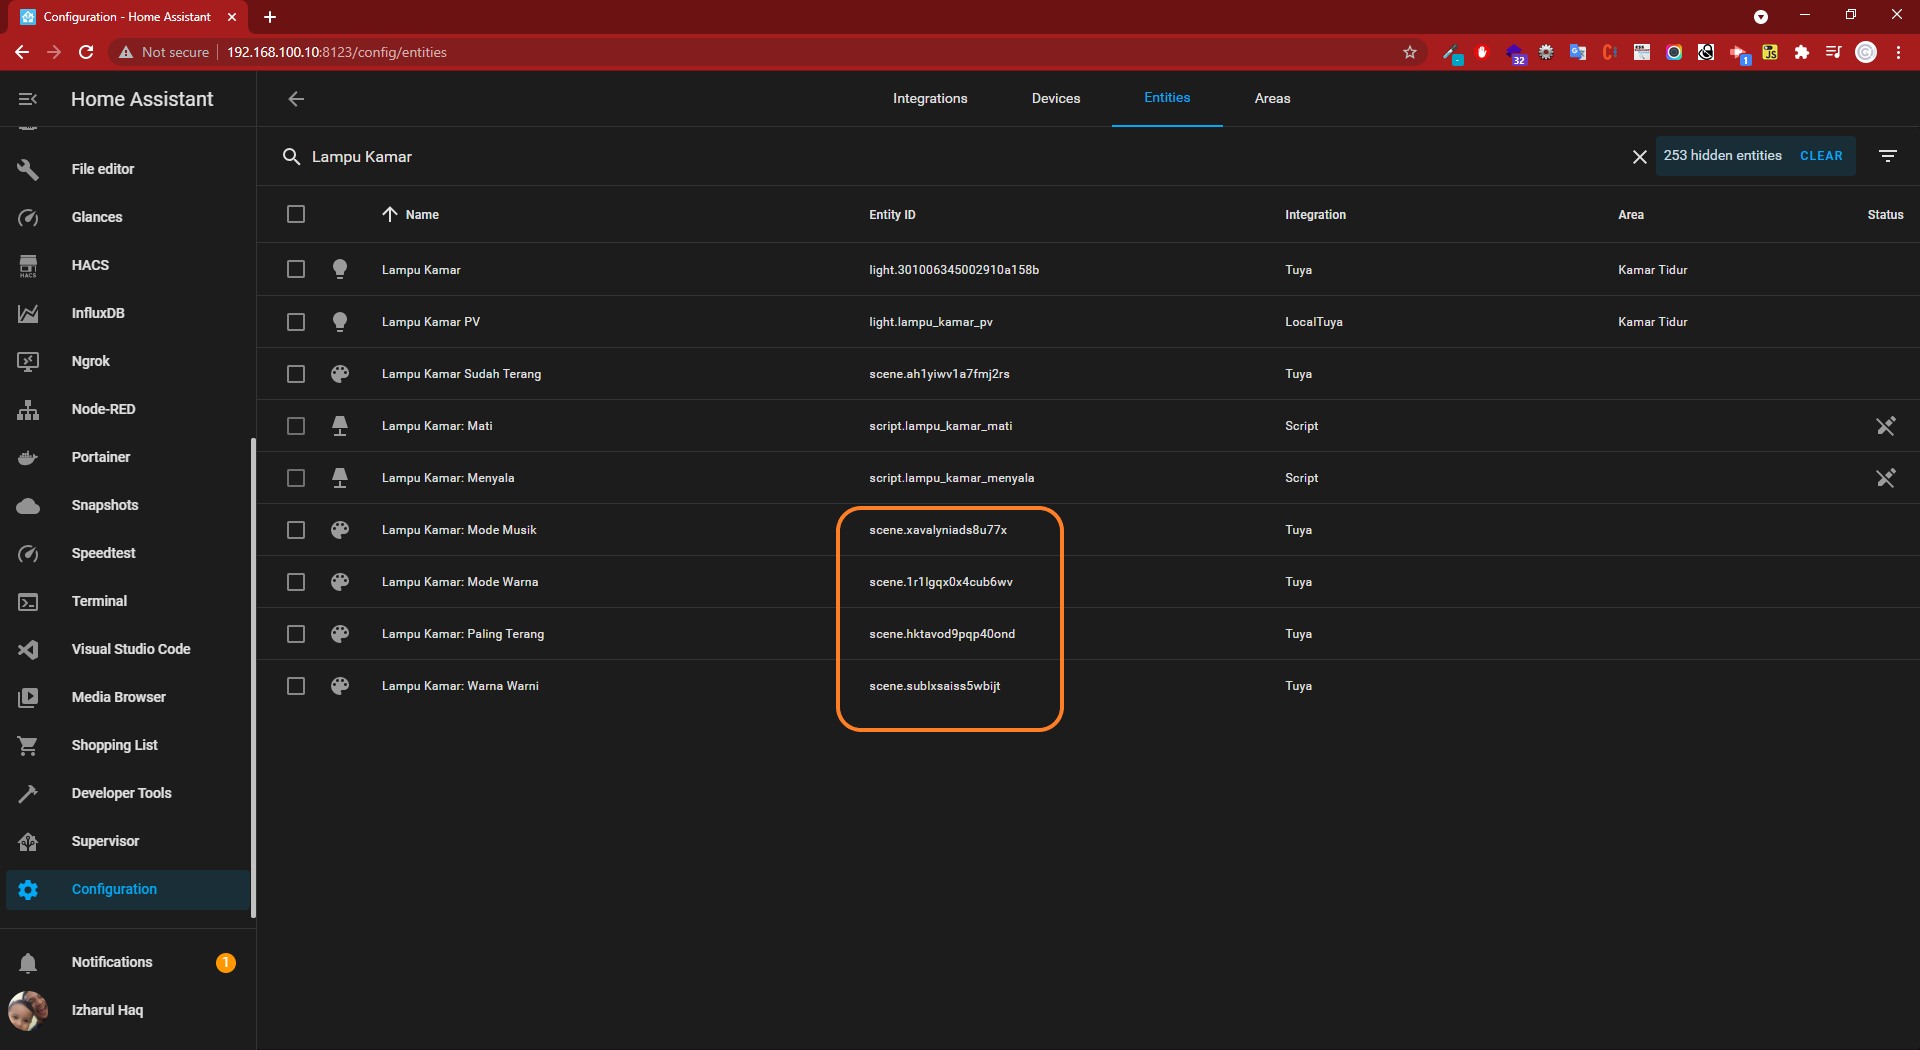 Configuration - Home Assistant
Not secure
192.168.100.10:8123/config/entities
32
1
JS
Home Assistant
Integrations
Devices
Entities
Areas
File editor
Glances
HACS
HACS
InfluxDB
Ngrok
Node-RED
Portainer
Snapshots
Speedtest
Terminal
Visual Studio Code
Media Browser
Shopping List
Developer Tools
Supervisor
Configuration
Notifications
1
Izharul Haq
Lampu Kamar
253 hidden entities CLEAR
Name Entity ID Integration Area Status
Lampu Kamar light.301006345002910a158b Tuya Kamar Tidur
Lampu Kamar PV light.lampu_kamar_pv LocalTuya Kamar Tidur
Lampu Kamar Sudah Terang scene.ah1yiwv1a7fmj2rs Tuya
Lampu Kamar: Mati script.lampu_kamar_mati Script
Lampu Kamar: Menyala script.lampu_kamar_menyala Script
Lampu Kamar: Mode Musik scene.xavalyniads8u77x Tuya
Lampu Kamar: Mode Warna scene.1r1lgqx0x4cub6wv Tuya
Lampu Kamar: Paling Terang scene.hktavod9pqp40ond Tuya
Lampu Kamar: Warna Warni scene.sublxsaiss5wbijt Tuya